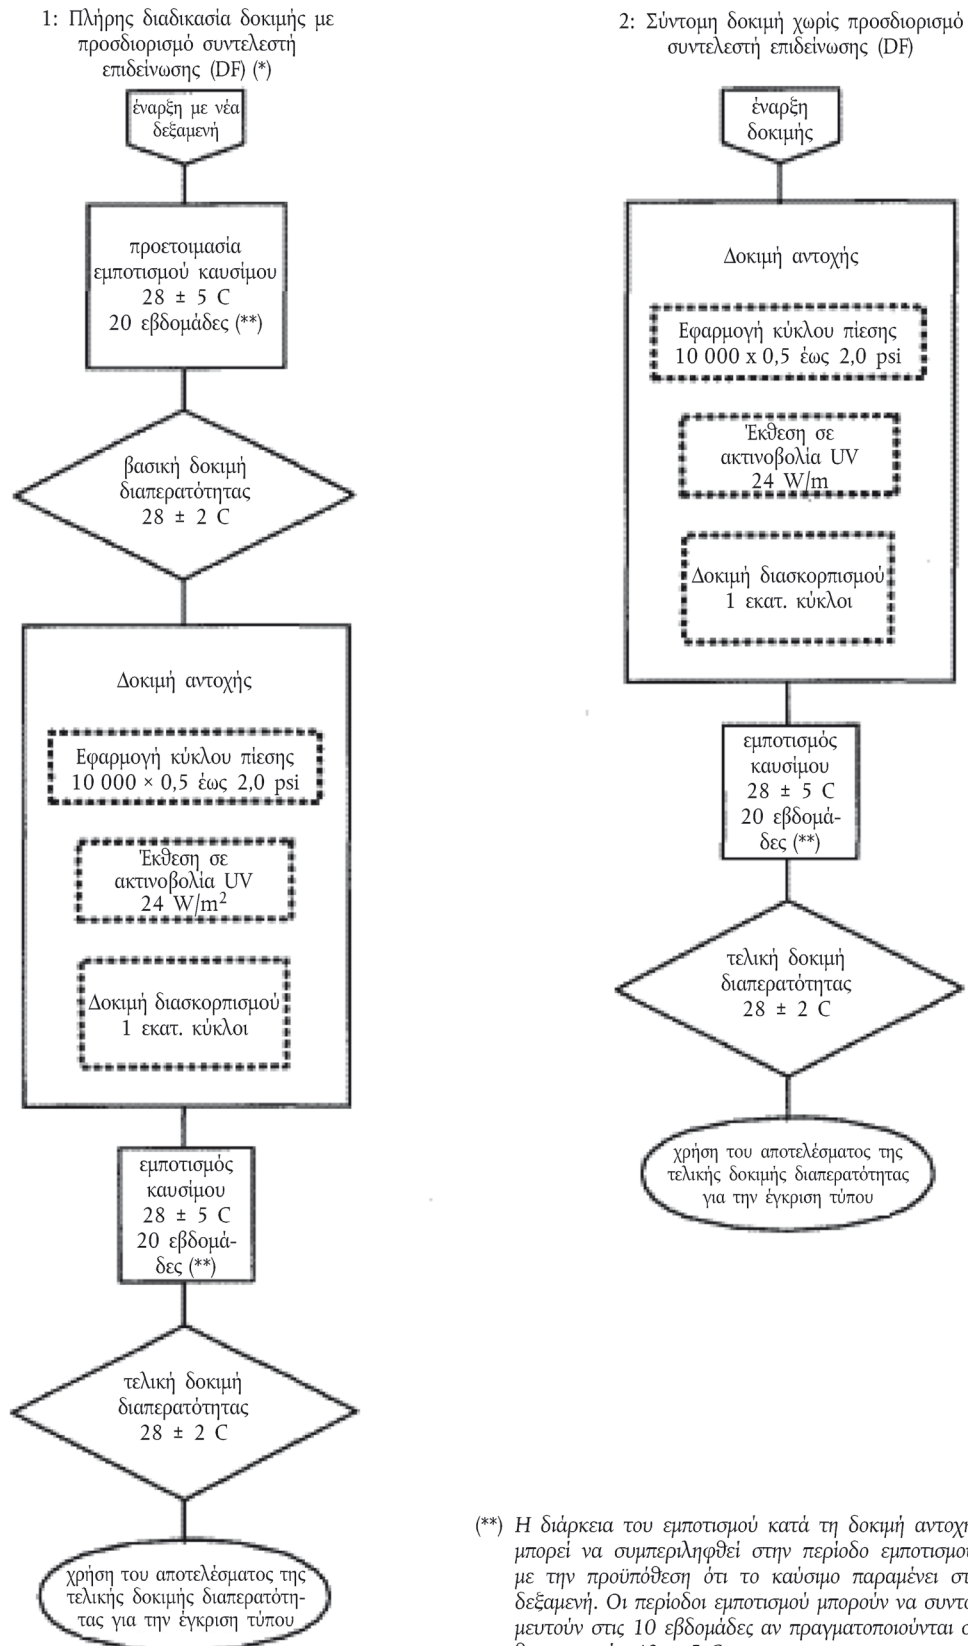 1: Πλήρης διαδικασία δοκιμής με
προσδιορισμό συντελεστή
επιδείνωσης (DF) (*)
έναρξη με νέα
δεξαμενή
προετοιμασία
εμποτισμού καυσίμου
28 ± 5 C
20 εβδομάδες (**)
βασική δοκιμή
διαπερατότητας
28 ± 2 C
Δοκιμή αντοχής
Εφαρμογή κύκλου πίεσης
10 000 × 0,5 έως 2,0 psi
Έκθεση σε
ακτινοβολία UV
24 W/m²
Δοκιμή διασκορπισμού
1 εκατ. κύκλοι
εμποτισμός
καυσίμου
28 ± 5 C
20 εβδομά-
δες (**)
τελική δοκιμή
διαπερατότητας
28 ± 2 C
χρήση του αποτελέσματος της
τελικής δοκιμής διαπερατότη-
τας για την έγκριση τύπου
2: Σύντομη δοκιμή χωρίς προσδιορισμό
συντελεστή επιδείνωσης (DF)
έναρξη
δοκιμής
Δοκιμή αντοχής
Εφαρμογή κύκλου πίεσης
10 000 x 0,5 έως 2,0 psi
Έκθεση σε
ακτινοβολία UV
24 W/m
Δοκιμή διασκορπισμού
1 εκατ. κύκλοι
εμποτισμός
καυσίμου
28 ± 5 C
20 εβδομά-
δες (**)
τελική δοκιμή
διαπερατότητας
28 ± 2 C
χρήση του αποτελέσματος της
τελικής δοκιμής διαπερατότητας
για την έγκριση τύπου
(**) Η διάρκεια του εμποτισμού κατά τη δοκιμή
μπορεί να συμπεριληφθεί στην περίοδο
με την προϋπόθεση ότι το καύσιμο παραμένει
δεξαμενή. Οι περίοδοι εμποτισμού μπορούν να
μευτούν στις 10 εβδομάδες αν πραγματοποιούνται